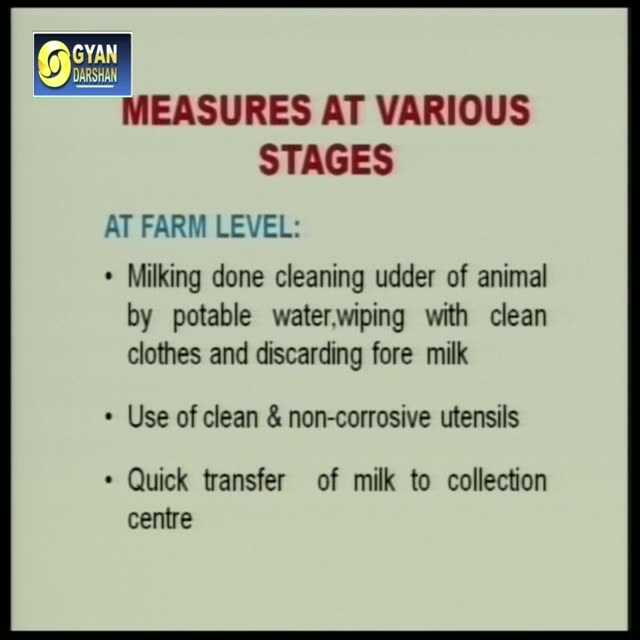 GYAN
DARSHAN
MEASURES AT VARIOUS
STAGES
AT FARM LEVEL:
• Milking done cleaning udder of animal
by potable water,wiping with clean
clothes and discarding fore milk
• Use of clean & non-corrosive utensils
• Quick transfer of milk to collection
centre